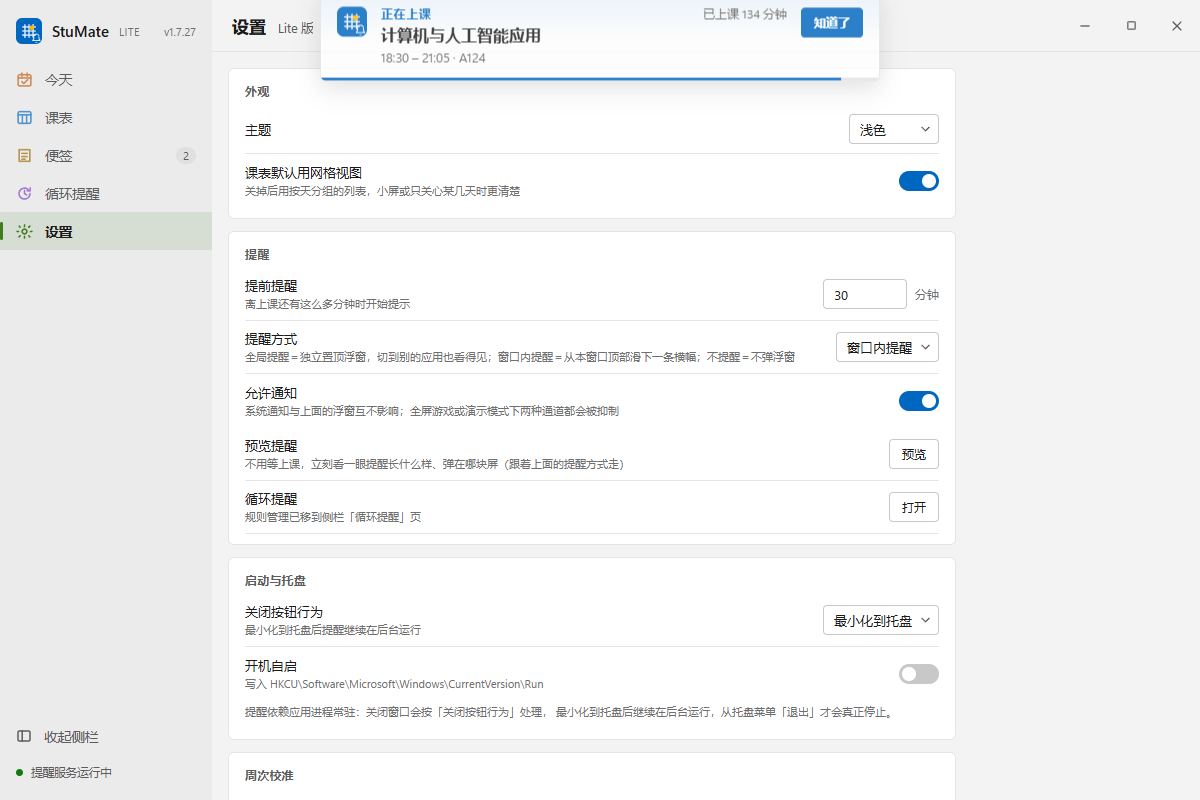 StuMate LITE v1.7.27
今天
课表
便签 2
循环提醒
设置
收起侧栏
提醒服务运行中
设置 Lite 版
正在上课
计算机与人工智能应用
18:30 – 21:05 · A124
已上课 134 分钟
知道了
外观
主题
浅色
课表默认用网格视图
关掉后用按天分组的列表，小屏或只关心某几天时更清楚
提醒
提前提醒
离上课还有这么多分钟时开始提示
30 分钟
提醒方式
全局提醒＝独立置顶浮窗，切到别的应用也看得见；窗口内提醒＝从本窗口顶部滑下一条横幅；不提醒＝不弹浮窗
窗口内提醒
允许通知
系统通知与上面的浮窗互不影响；全屏游戏或演示模式下两种通道都会被抑制
预览提醒
不用等上课，立刻看一眼提醒长什么样、弹在哪块屏（跟着上面的提醒方式走）
预览
循环提醒
规则管理已移到侧栏「循环提醒」页
打开
启动与托盘
关闭按钮行为
最小化到托盘后提醒继续在后台运行
最小化到托盘
开机自启
写入 HKCU\Software\Microsoft\Windows\CurrentVersion\Run
提醒依赖应用进程常驻：关闭窗口会按「关闭按钮行为」处理， 最小化到托盘后继续在后台运行，从托盘菜单「退出」才会真正停止。
周次校准